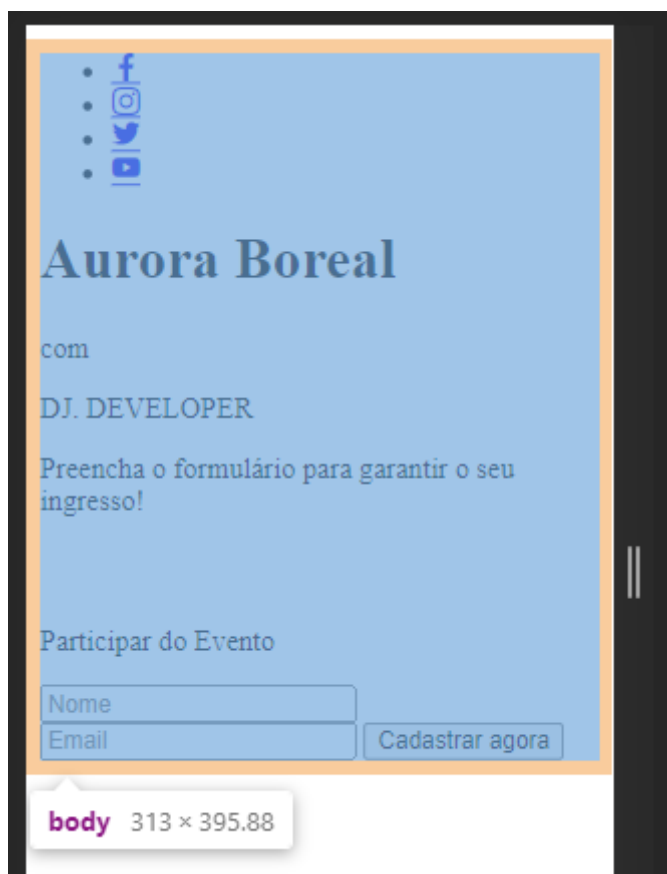 Aurora Boreal
com
DJ. DEVELOPER
Preencha o formulário para garantir o seu
ingresso!
Participar do Evento
Nome
Email Cadastrar agora
body 313 × 395.88